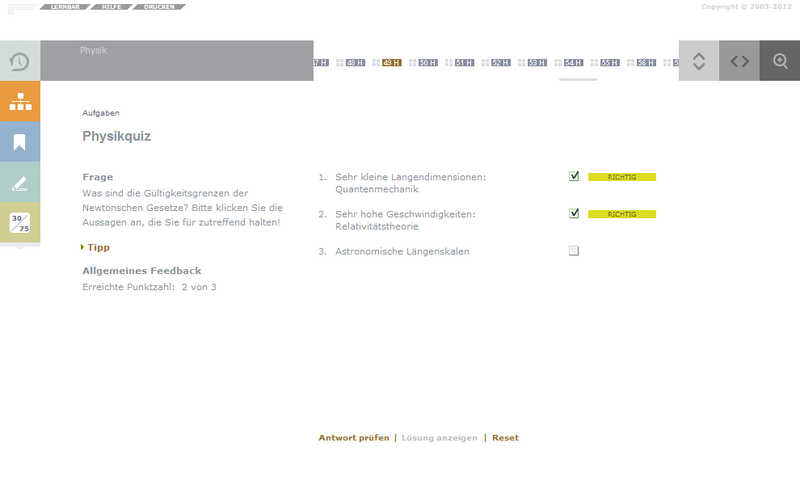 LERNBAR HILFE DRUCKEN
Copyright © 2003-2012
Physik
7 H 48 H 49 H 50 H 51 H 52 H 53 H 54 H 55 H 56 H 5
Aufgaben
Physikquiz
Frage
Was sind die Gültigkeitsgrenzen der
Newtonschen Gesetze? Bitte klicken Sie die
Aussagen an, die Sie für zutreffend halten!
Tipp
Allgemeines Feedback
Erreichte Punktzahl: 2 von 3
1. Sehr kleine Längendimensionen:
Quantenmechanik
RICHTIG
2. Sehr hohe Geschwindigkeiten:
Relativitätstheorie
RICHTIG
3. Astronomische Längenskalen
30
75
Antwort prüfen | Lösung anzeigen | Reset